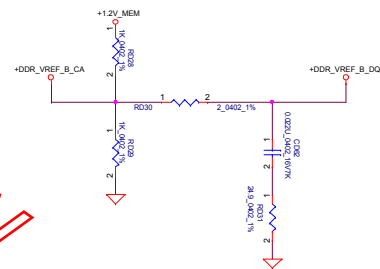 +1.2V_MEM
1
1K_0402_1%
RD28
2
+DDR_VREF_B_CA
+DDR_VREF_B_DQ
1
2
RD30
2_0402_1%
1
1K_0402_1%
RD29
2
1
0.022U_0402_16V7K
CD62
2
1
24.9_0402_1%
RD31
2